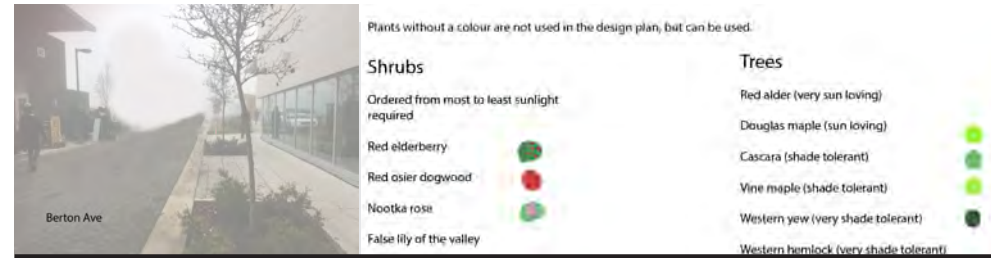 Plants without a colour are not used in the design plan, but can be used.
Shrubs
Ordered from most to least sunlight
required
Red elderberry
Red osier dogwood
Nootka rose
False lily of the valley
Trees
Red alder (very sun loving)
Douglas maple (sun loving)
Cascara (shade tolerant)
Vine maple (shade tolerant)
Western yew (very shade tolerant)
Western hemlock (very shade tolerant)
Berton Ave